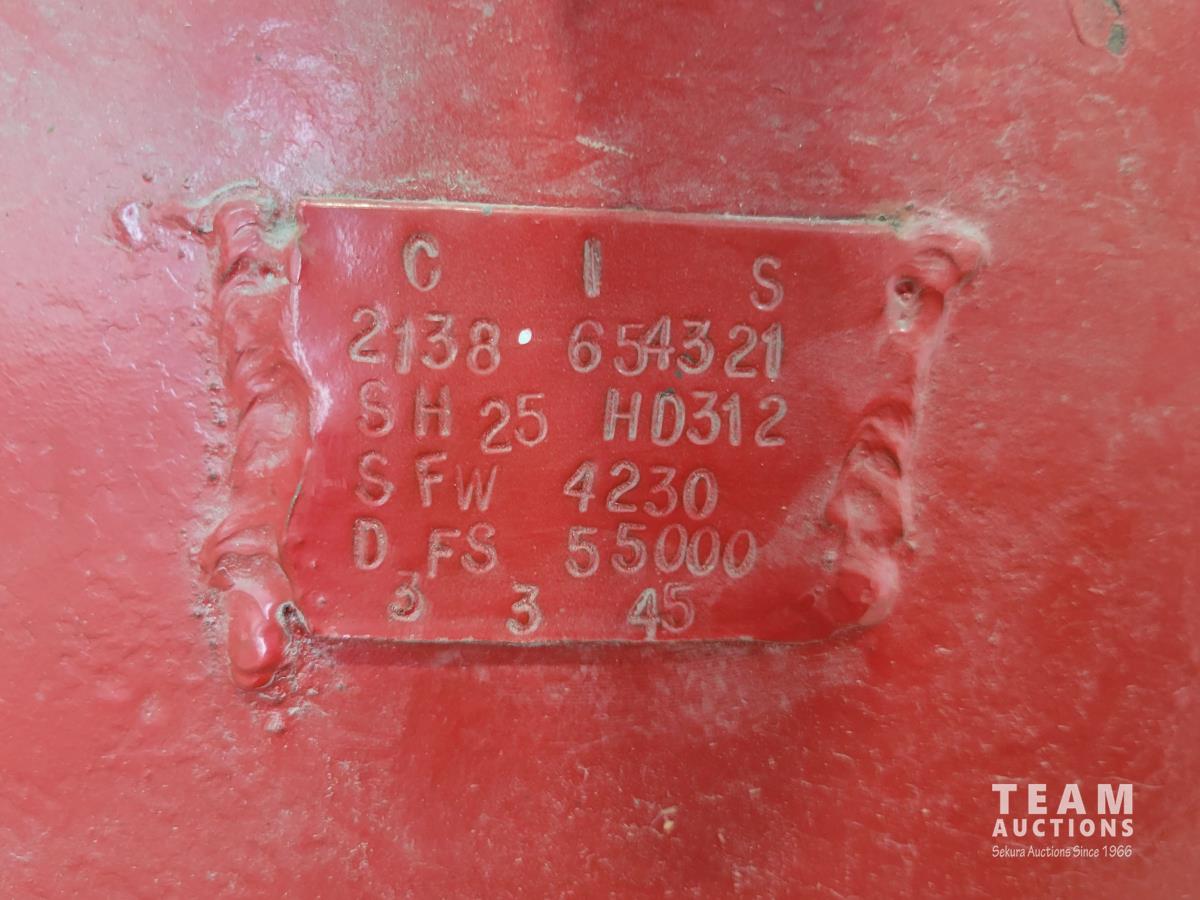 C I S
2138 654321
SH 25 HD312
SFW 4230
D FS 55000
3 3 45
TEAM
AUCTIONS
Sekura Auctions Since 1966